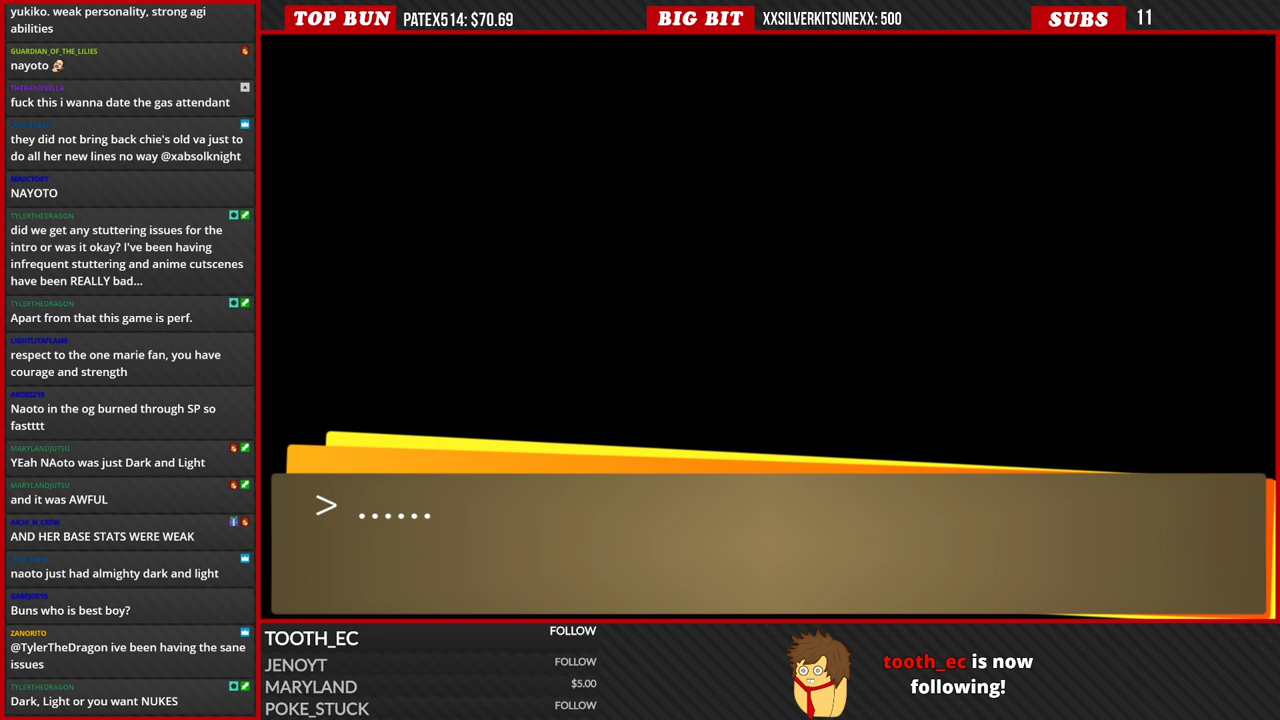 TOP BUN PATEX514: $70.69 BIG BIT XXSILVERKITSUNEXX: 500 SUBS 11
yukiko. weak personality, strong agi
abilities
GUARDIAN_OF_THE_LILIES
nayoto
THEBAYONELLA
fuck this i wanna date the gas attendant
they did not bring back chie's old va just to
do all her new lines no way @xabsolknight
NAYOTO
TYLERTHEDRAGON
did we get any stuttering issues for the
intro or was it okay? I've been having
infrequent stuttering and anime cutscenes
have been REALLY bad...
TYLERTHEDRAGON
Apart from that this game is perf.
LIGHTLITAFLAME
respect to the one marie fan, you have
courage and strength
Naoto in the og burned through SP so
fastttt
MARYLANDJUTSU
YEah NAoto was just Dark and Light
MARYLANDJUTSU
and it was AWFUL
AICHI_N_CREW
AND HER BASE STATS WERE WEAK
naoto just had almighty dark and light
GABEJOEYS
Buns who is best boy?
ZANORITO
@TylerTheDragon ive been having the sane
issues
TYLERTHEDRAGON
Dark, Light or you want NUKES
> ......
TOOTH_EC FOLLOW
JENOYT FOLLOW
MARYLAND $5.00
POKE_STUCK FOLLOW
tooth_ec is now
following!